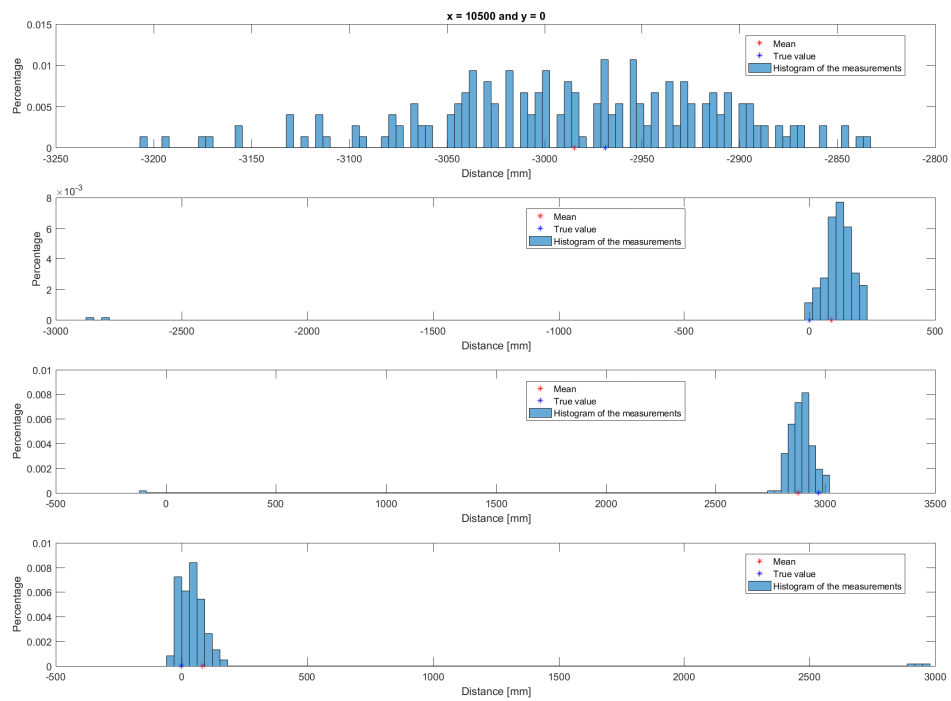 x = 10500 and y = 0
0.015
0.01
0.005
0
Percentage
-3250 -3200 -3150 -3100 -3050 -3000 -2950 -2900 -2850 -2800
Distance [mm]
Mean
True value
Histogram of the measurements
×10-3
8
6
4
2
0
Percentage
-3000 -2500 -2000 -1500 -1000 -500 0 500
Distance [mm]
Mean
True value
Histogram of the measurements
0.01
0.008
0.006
0.004
0.002
0
Percentage
-500 0 500 1000 1500 2000 2500 3000 3500
Distance [mm]
Mean
True value
Histogram of the measurements
0.01
0.008
0.006
0.004
0.002
0
Percentage
-500 0 500 1000 1500 2000 2500 3000
Distance [mm]
Mean
True value
Histogram of the measurements